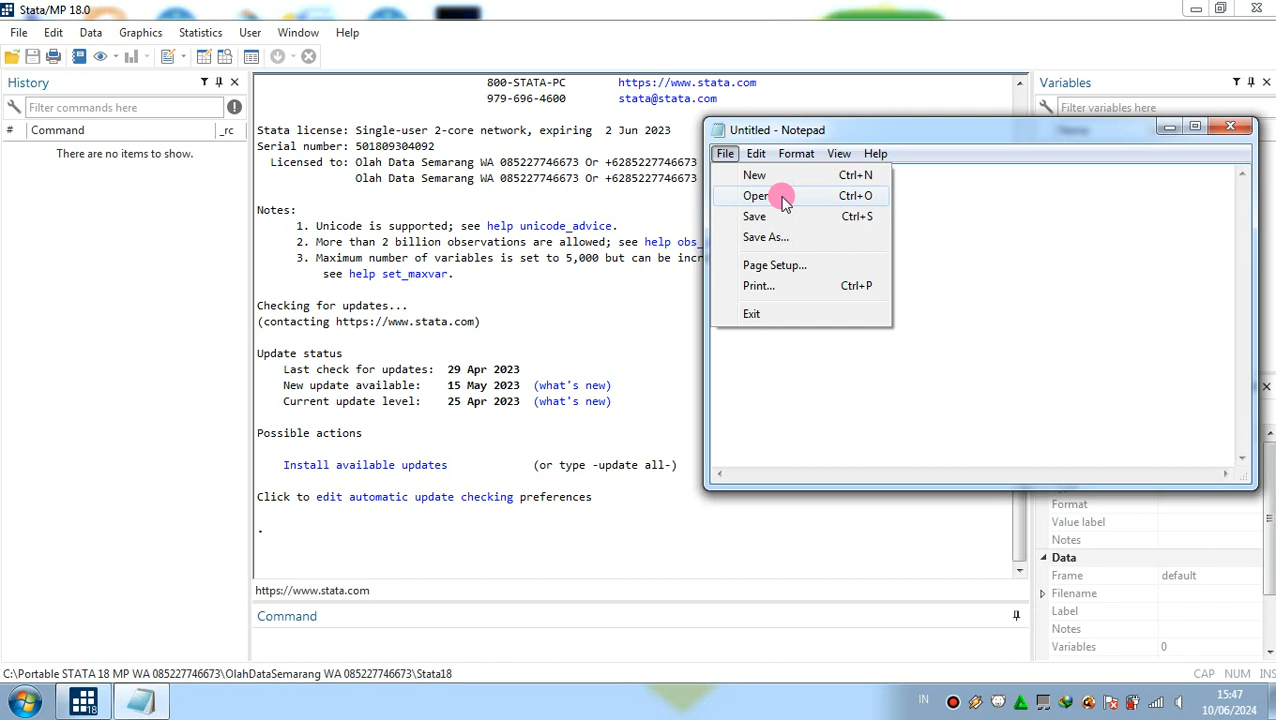 Stata/MP 18.0
File Edit Data Graphics Statistics User Window Help
History
Filter commands here
# Command _rc
There are no items to show.
800-STATA-PC https://www.stata.com
979-696-4600 stata@stata.com
Stata license: Single-user 2-core network, expiring 2 Jun 2023
Serial number: 501809304092
Licensed to: Olah Data Semarang WA 085227746673 Or +6285227746673
Olah Data Semarang WA 085227746673 Or +6285227746673
Notes:
1. Unicode is supported; see help unicode_advice.
2. More than 2 billion observations are allowed; see help obs_
3. Maximum number of variables is set to 5,000 but can be incr
see help set_maxvar.
Checking for updates...
(contacting https://www.stata.com)
Update status
Last check for updates: 29 Apr 2023
New update available: 15 May 2023 (what's new)
Current update level: 25 Apr 2023 (what's new)
Possible actions
Install available updates (or type -update all-)
Click to edit automatic update checking preferences
.
https://www.stata.com
Command
Variables
Filter variables here
Untitled - Notepad
File Edit Format View Help
New Ctrl+N
Open Ctrl+O
Save Ctrl+S
Save As...
Page Setup...
Print... Ctrl+P
Exit
Format
Value label
Notes
Data
Frame default
Filename
Label
Notes
Variables 0
C:\Portable STATA 18 MP WA 085227746673\OlahDataSemarang WA 085227746673\Stata18
CAP NUM INS
18
IN
15:47
10/06/2024